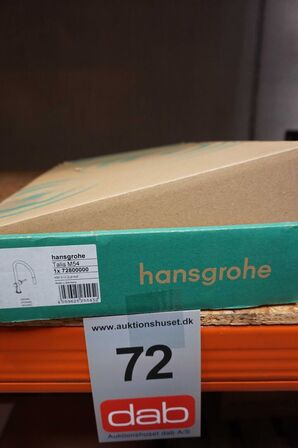 hansgrohe
Talis M54
1x 72800000
hansgrohe
www.auktionshuset.dk
72
dab
Auktionshuset dab A/S